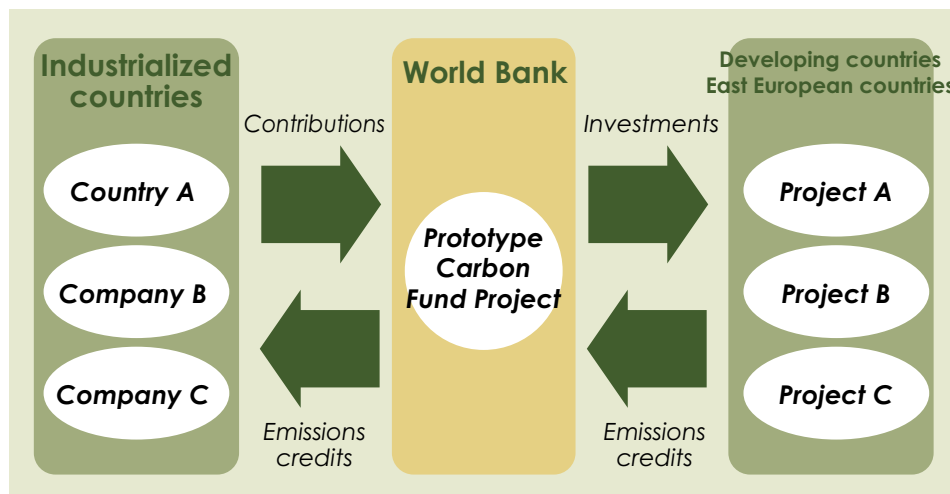 Industrialized
countries
Country A
Company B
Company C
Contributions
Emissions
credits
World Bank
Prototype
Carbon
Fund Project
Investments
Emissions
credits
Developing countries
East European countries
Project A
Project B
Project C